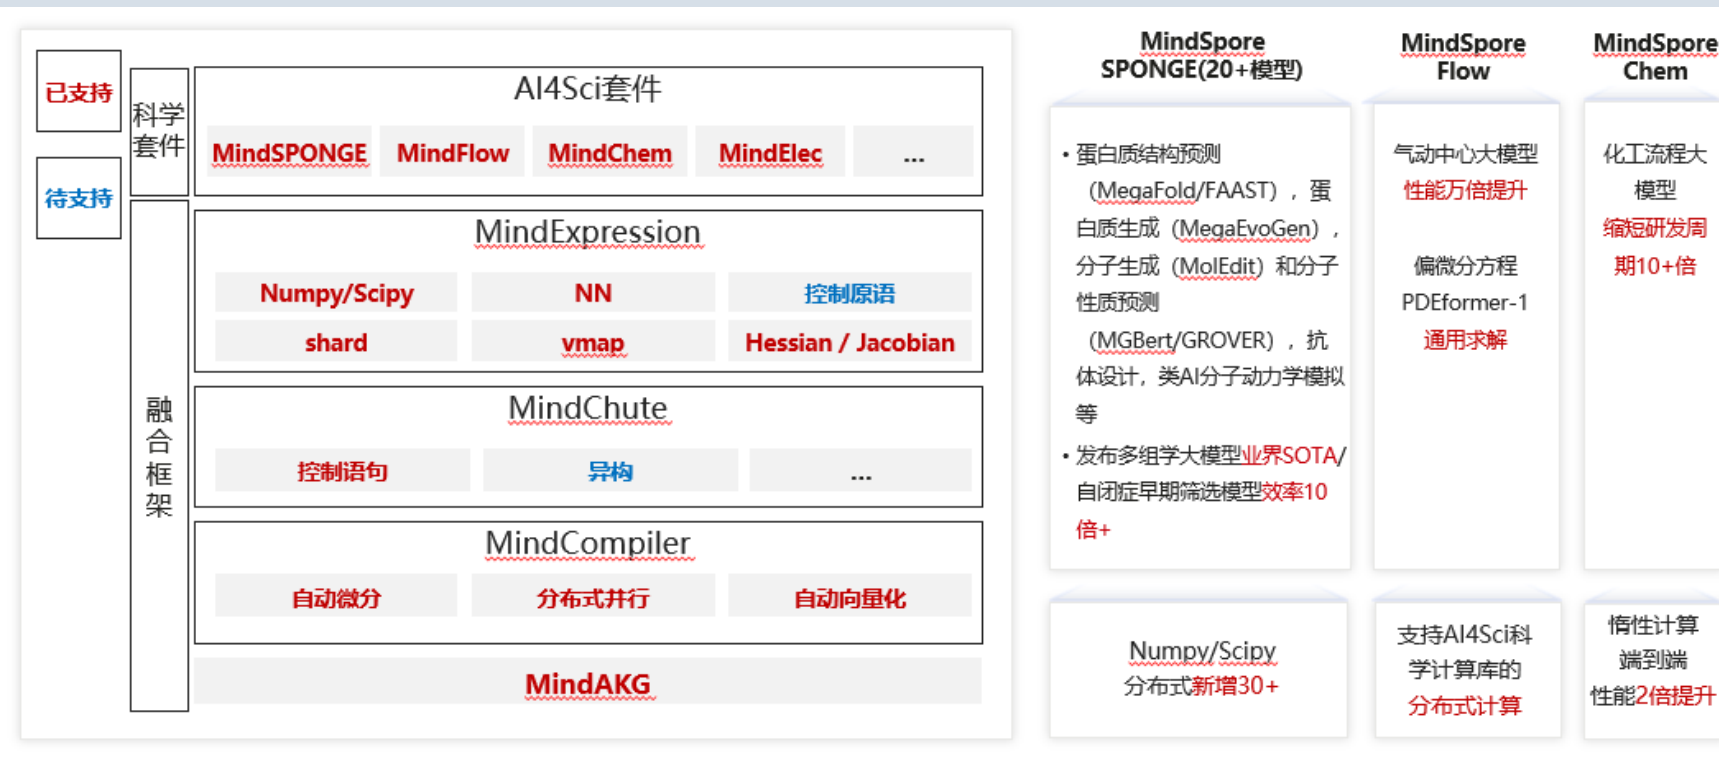 已支持
待支持
科学
套件
AI4Sci套件
MindSPONGE
MindFlow
MindChem
MindElec
...
融
合
框
架
MindExpression
Numpy/Scipy
NN
控制原语
shard
vmap
Hessian / Jacobian
MindChute
控制语句
异构
...
MindCompiler
自动微分
分布式并行
自动向量化
MindAKG
MindSpore
SPONGE(20+模型)
• 蛋白质结构预测
（MegaFold/FAAST），蛋
白质生成（MegaEvoGen），
分子生成（MolEdit）和分子
性质预测
（MGBert/GROVER），抗
体设计，类AI分子动力学模拟
等
• 发布多组学大模型业界SOTA/
自闭症早期筛选模型效率10
倍+
Numpy/Scipy
分布式新增30+
MindSpore
Flow
气动中心大模型
性能万倍提升
偏微分方程
PDEformer-1
通用求解
支持AI4Sci科
学计算库的
分布式计算
MindSpore
Chem
化工流程大
模型
缩短研发周
期10+倍
惰性计算
端到端
性能2倍提升